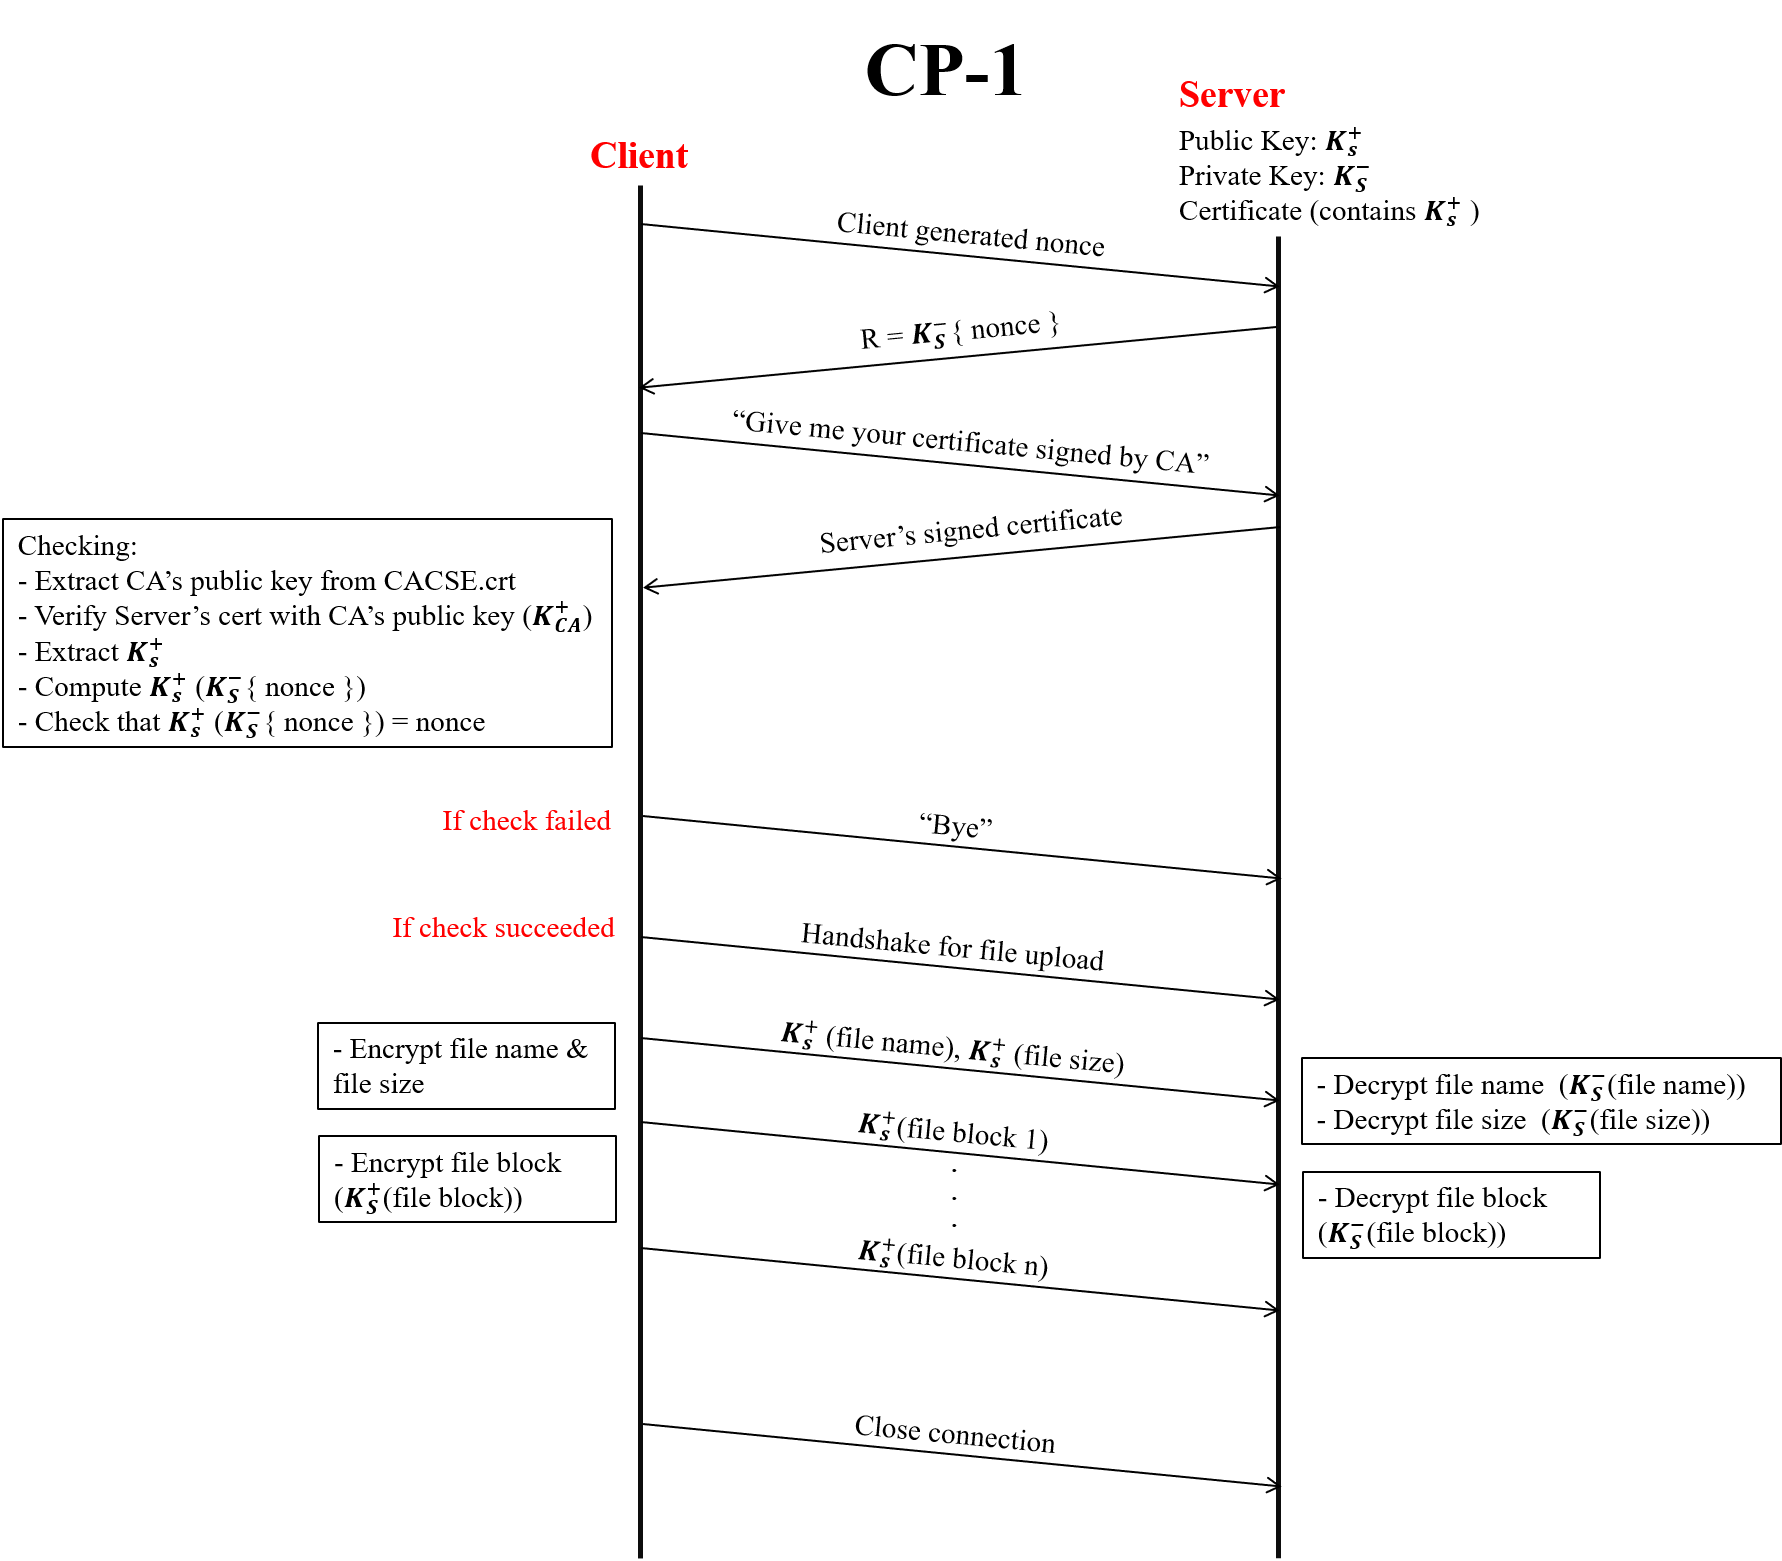 CP-1
Server
Public Key: K_s^+
Private Key: K_S^−
Certificate (contains K_s^+ )
Client
Client generated nonce
R = K_S^−{ nonce }
“Give me your certificate signed by CA”
Server’s signed certificate
Checking:
- Extract CA’s public key from CACSE.crt
- Verify Server’s cert with CA’s public key (K_CA^+)
- Extract K_s^+
- Compute K_s^+ (K_S^−{ nonce })
- Check that K_s^+ (K_S^−{ nonce }) = nonce
If check failed
“Bye”
If check succeeded
Handshake for file upload
- Encrypt file name &
file size
K_s^+ (file name), K_s^+ (file size)
- Decrypt file name (K_S^−(file name))
- Decrypt file size (K_S^−(file size))
K_s^+(file block 1)
.
.
.
- Encrypt file block
(K_S^+(file block))
- Decrypt file block
(K_S^−(file block))
K_s^+(file block n)
Close connection